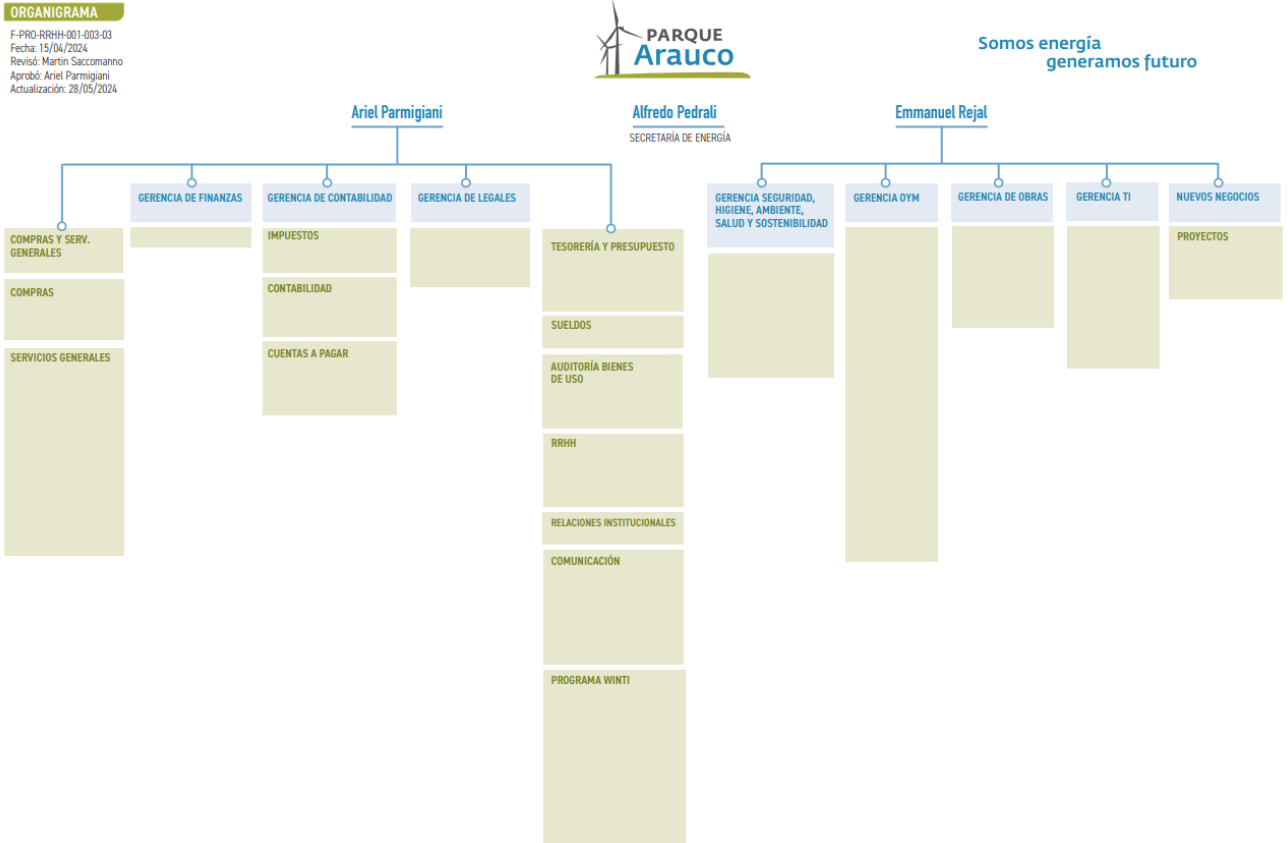 ORGANIGRAMA
F-PRO-RRHH-001-003-03
Fecha: 15/04/2024
Revisó: Martin Saccomanno
Aprobó: Ariel Parmigiani
Actualización: 28/05/2024
PARQUE
Arauco
Somos energía
generamos futuro
Ariel Parmigiani
Alfredo Pedrali
SECRETARÍA DE ENERGÍA
Emmanuel Rejal
COMPRAS Y SERV.
GENERALES
COMPRAS
SERVICIOS GENERALES
GERENCIA DE FINANZAS
GERENCIA DE CONTABILIDAD
IMPUESTOS
CONTABILIDAD
CUENTAS A PAGAR
GERENCIA DE LEGALES
TESORERÍA Y PRESUPUESTO
SUELDOS
AUDITORÍA BIENES
DE USO
RRHH
RELACIONES INSTITUCIONALES
COMUNICACIÓN
PROGRAMA WINTI
GERENCIA SEGURIDAD,
HIGIENE, AMBIENTE,
SALUD Y SOSTENIBILIDAD
GERENCIA OYM
GERENCIA DE OBRAS
GERENCIA TI
NUEVOS NEGOCIOS
PROYECTOS